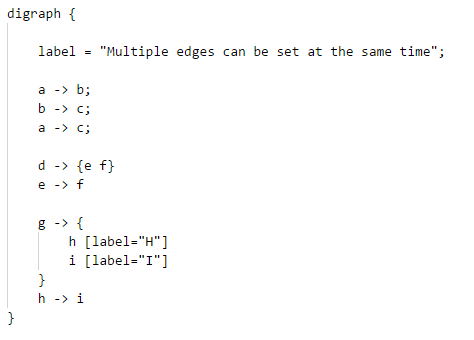 digraph {
label = "Multiple edges can be set at the same time";
a -> b;
b -> c;
a -> c;
d -> {e f}
e -> f
g -> {
h [label="H"]
i [label="I"]
}
h -> i
}